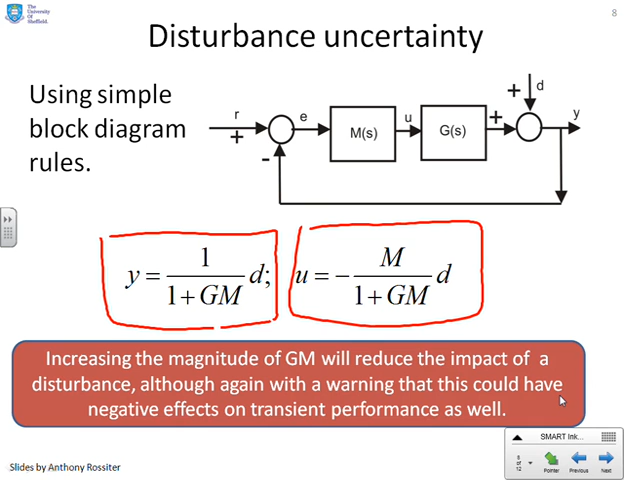 The
University
Of
Sheffield.
8
Disturbance uncertainty
Using simple
block diagram
rules.
r
+
-
e
M(s)
u
G(s)
+
+
d
y
y = 1 / (1 + GM) d;
u = − M / (1 + GM) d
Increasing the magnitude of GM will reduce the impact of a
disturbance, although again with a warning that this could have
negative effects on transient performance as well.
Slides by Anthony Rossiter
SMART Ink...
of
12
Pointer
Previous
Next